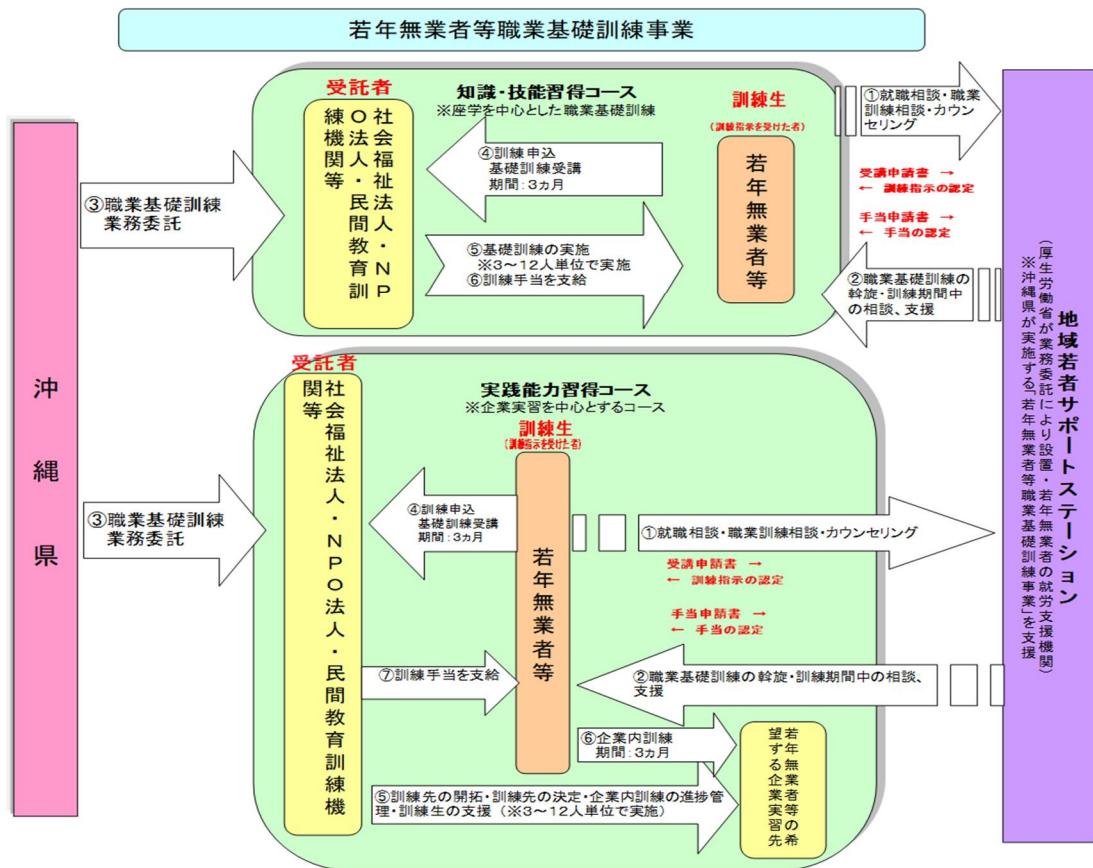 若年無業者等職業基礎訓練事業
沖縄県
③職業基礎訓練
業務委託
受託者
社会福祉法人・NP
O法人・民間教育訓
練機関等
知識・技能習得コース
※座学を中心とした職業基礎訓練
④訓練申込
基礎訓練受講
期間：3ヵ月
⑤基礎訓練の実施
※3～12人単位で実施
⑥訓練手当を支給
訓練生
(訓練指示を受けた者)
若年無業者等
①就職相談・職業
訓練相談・カウン
セリング
受講申請書 →
← 訓練指示の認定
手当申請書 →
← 手当の認定
②職業基礎訓練の
斡旋・訓練期間中
の相談、支援
③職業基礎訓練
業務委託
受託者
社会福祉法人・NPO法人・民間教育訓練機
関等
実践能力習得コース
※企業実習を中心とするコース
訓練生
(訓練指示を受けた者)
若年無業者等
④訓練申込
基礎訓練受講
期間：3ヵ月
①就職相談・職業訓練相談・カウンセリング
受講申請書 →
← 訓練指示の認定
手当申請書 →
← 手当の認定
⑦訓練手当を支給
②職業基礎訓練の斡旋・訓練期間中の相談、
支援
⑥企業内訓練
期間：3ヵ月
⑤訓練先の開拓・訓練先の決定・企業内訓練の進捗管
理・訓練生の支援 (※3～12人単位で実施)
若年無業者等の希
望する企業実習先
地域若者サポートステーション
(厚生労働省が業務委託により設置・若年無業者の就労支援機関)
※沖縄県が実施する「若年無業者等職業基礎訓練事業」を支援